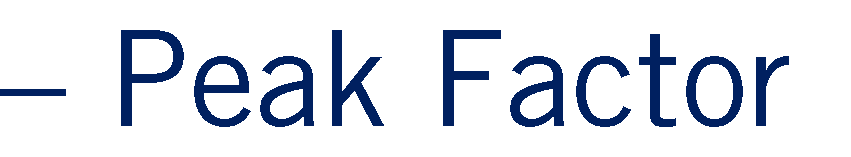 — Peak Factor